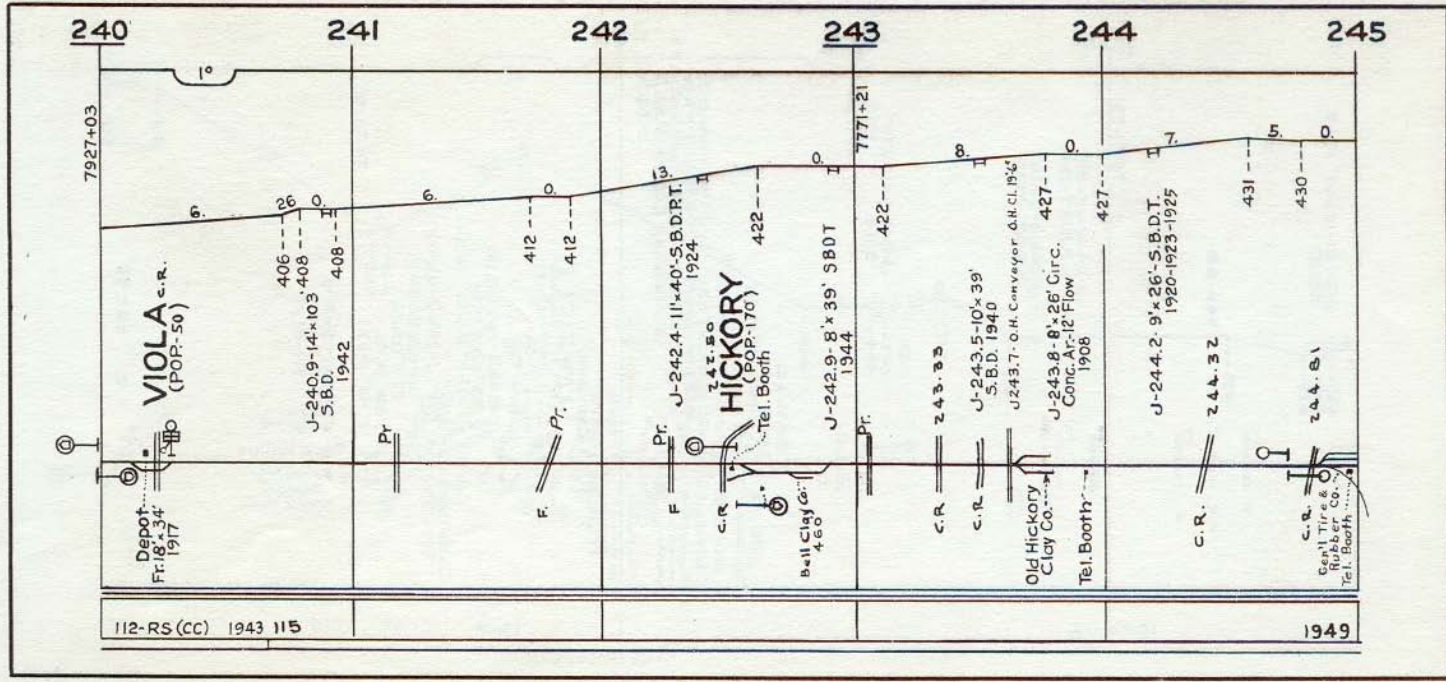 240 241 242 243 244 245
1°
7927+03
7771+21
6. 26 0. 6. 0. 13. 0. 8. 0. 7. 5. 0.
406
408
408
412
412
422
422
427
427
431
430
VIOLA C.R.
(POP.-50)
J-240.9-14'x103'
S.B.D.
1942
J-242.4-11'x40'-S.B.D.P.T.
1924
242.50
HICKORY
(POP.-170)
Tel. Booth
J-242.9-8'x39' SBDT
1944
243.33
J-243.5-10'x39'
S.B.D. 1940
J243.7-O.H. Conveyor O.H. Cl. 19'6"
J-243.8-8'x26' Circ.
Conc. Ar.-12' Flow
1908
J-244.2-9'x26'-S.B.D.T.
1920-1923-1925
244.32
244.81
Pr
Pr.
Pr.
Pr.
F.
F
C.R
C.R
C.R
C.R.
C.R.
Depot
Fr. 18'x34'
1917
Bell Clay Co.
460'
Old Hickory
Clay Co.
Tel. Booth
Gen'l Tire &
Rubber Co.
Tel. Booth
112-RS (CC) 1943 115
1949